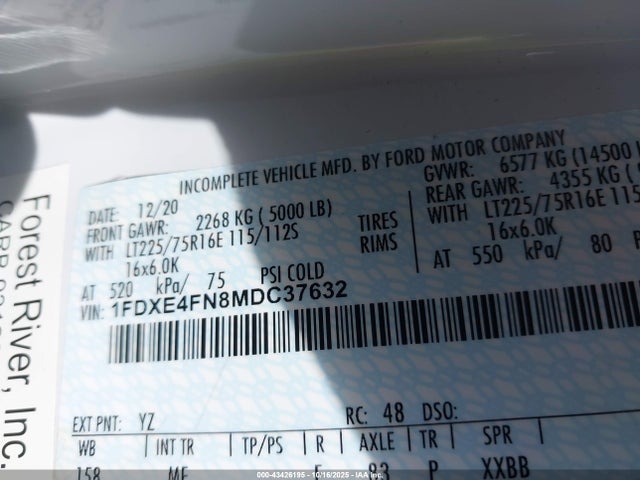 INCOMPLETE VEHICLE MFD. BY FORD MOTOR COMPANY
DATE: 12/20 GVWR: 6577 KG (14500
FRONT GAWR: 2268 KG (5000 LB) REAR GAWR: 4355 KG (
WITH LT225/75R16E 115/112S TIRES WITH LT225/75R16E 115
16x6.0K RIMS 16x6.0K
AT 520 kPa/ 75 PSI COLD AT 550 kPa/ 80
VIN: 1FDXE4FN8MDC37632
EXT PNT: YZ RC: 48 DSO:
WB INT TR TP/PS R AXLE TR SPR
158 P XXBB
Forest River, Inc.
000-43426195 - 10/16/2025 - IAA Inc.